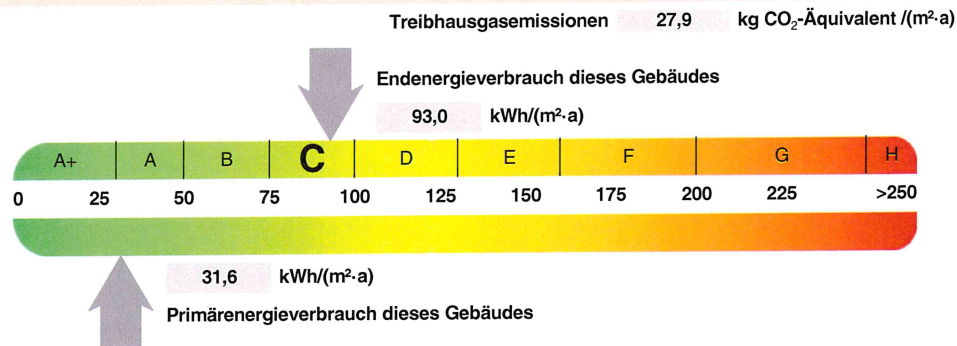 Treibhausgasemissionen 27,9 kg CO₂-Äquivalent /(m²·a)
Endenergieverbrauch dieses Gebäudes
93,0 kWh/(m²·a)
A+ A B C D E F G H
0 25 50 75 100 125 150 175 200 225 >250
31,6 kWh/(m²·a)
Primärenergieverbrauch dieses Gebäudes